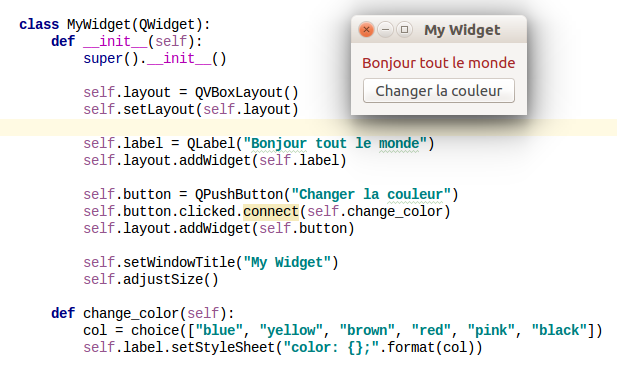 class MyWidget(QWidget):
    def __init__(self):
        super().__init__()
        self.layout = QVBoxLayout()
        self.setLayout(self.layout)
        self.label = QLabel("Bonjour tout le monde")
        self.layout.addWidget(self.label)
        self.button = QPushButton("Changer la couleur")
        self.button.clicked.connect(self.change_color)
        self.layout.addWidget(self.button)
        self.setWindowTitle("My Widget")
        self.adjustSize()
    def change_color(self):
        col = choice(["blue", "yellow", "brown", "red", "pink", "black"])
        self.label.setStyleSheet("color: {};".format(col))
My Widget
Bonjour tout le monde
Changer la couleur